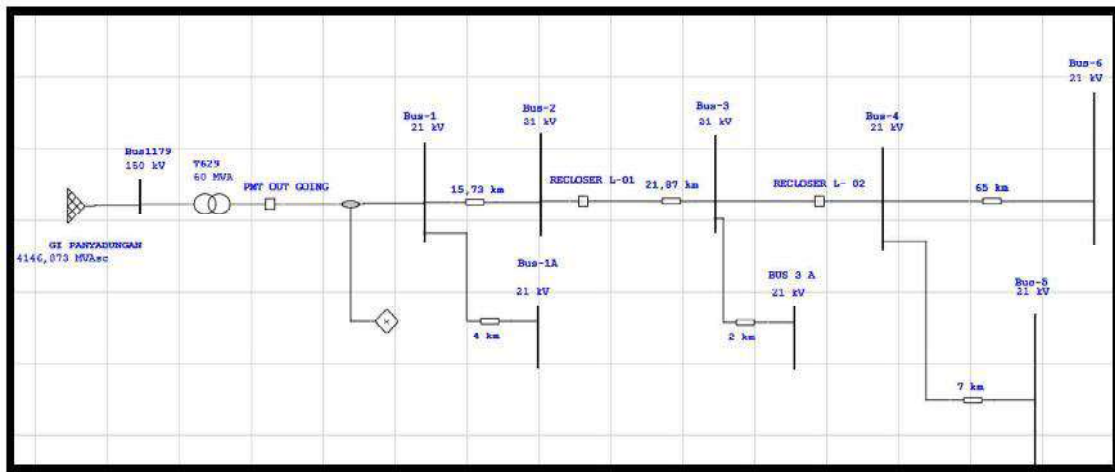 Bus-6
21 kV
Bus-3
21 kV
Bus-4
21 kV
Bus-2
21 kV
Bus-1
21 kV
Bus1179
150 kV
T629
60 MVA
PMT OUT GOING
15,73 km
RECLOSER L-01
21,87 km
RECLOSER L- 02
65 km
GI PANYABUNGAN
4146,873 MVAsc
Bus-1A
21 kV
4 km
BUS 3 A
21 kV
2 km
Bus-5
21 kV
7 km